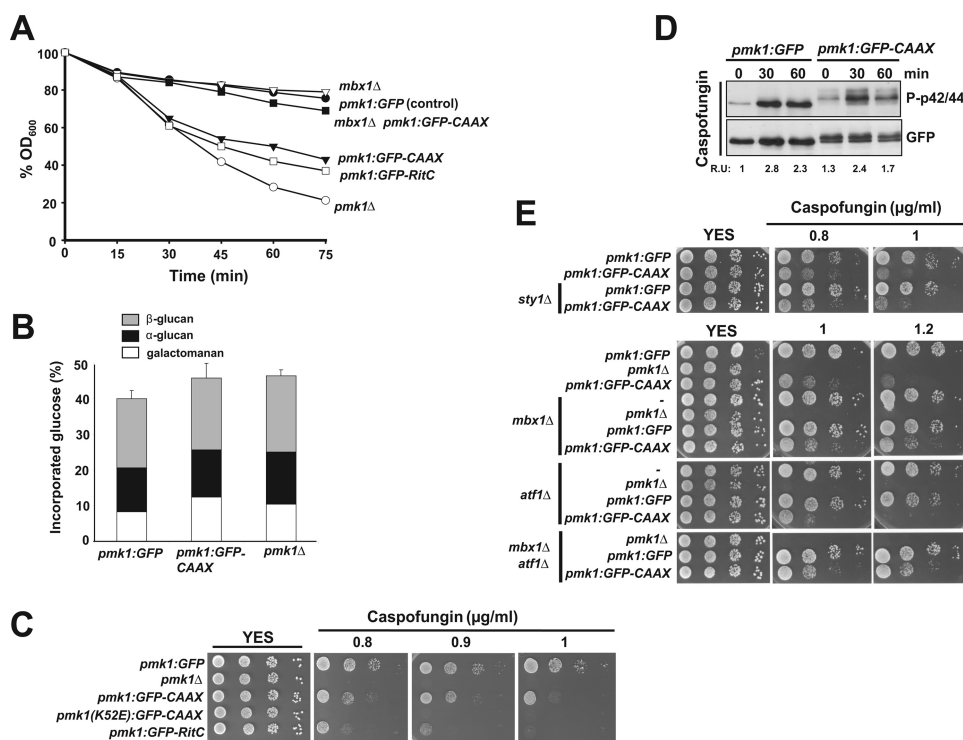 A
100
80
60
40
20
0
% OD600
0 15 30 45 60 75
Time (min)
mbx1Δ
pmk1:GFP (control)
mbx1Δ pmk1:GFP-CAAX
pmk1:GFP-CAAX
pmk1:GFP-RitC
pmk1Δ
B
β-glucan
α-glucan
galactomanan
Incorporated glucose (%)
50
40
30
20
10
0
pmk1:GFP pmk1:GFP-CAAX pmk1Δ
C
Caspofungin (µg/ml)
YES 0.8 0.9 1
pmk1:GFP
pmk1Δ
pmk1:GFP-CAAX
pmk1(K52E):GFP-CAAX
pmk1:GFP-RitC
D
pmk1:GFP pmk1:GFP-CAAX
0 30 60 0 30 60 min
Caspofungin
P-p42/44
GFP
R.U: 1 2.8 2.3 1.3 2.4 1.7
E
Caspofungin (µg/ml)
YES 0.8 1
pmk1:GFP
pmk1:GFP-CAAX
sty1Δ
pmk1:GFP
pmk1:GFP-CAAX
YES 1 1.2
pmk1:GFP
pmk1Δ
pmk1:GFP-CAAX
mbx1Δ
-
pmk1Δ
pmk1:GFP
pmk1:GFP-CAAX
atf1Δ
-
pmk1Δ
pmk1:GFP
pmk1:GFP-CAAX
mbx1Δ
atf1Δ
pmk1Δ
pmk1:GFP
pmk1:GFP-CAAX